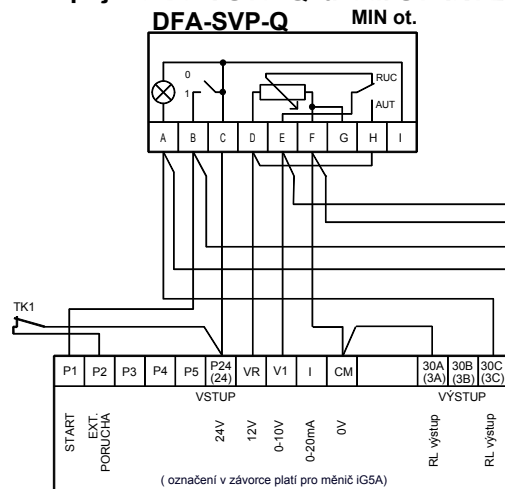 DFA-SVP-Q MIN ot.
0
1
RUC
AUT
A B C D E F G H I
TK1
P1 P2 P3 P4 P5 P24 (24) VR V1 I CM 30A (3A) 30B (3B) 30C (3C)
VSTUP VÝSTUP
START
EXT. PORUCHA
24V
12V
0-10V
0-20mA
0V
RL výstup
RL výstup
( označení v závorce platí pro měnič iG5A)